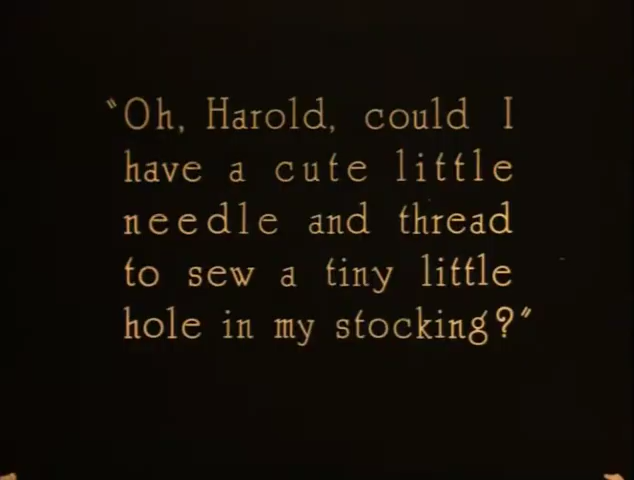 "Oh, Harold, could I
have a cute little
needle and thread
to sew a tiny little
hole in my stocking?"